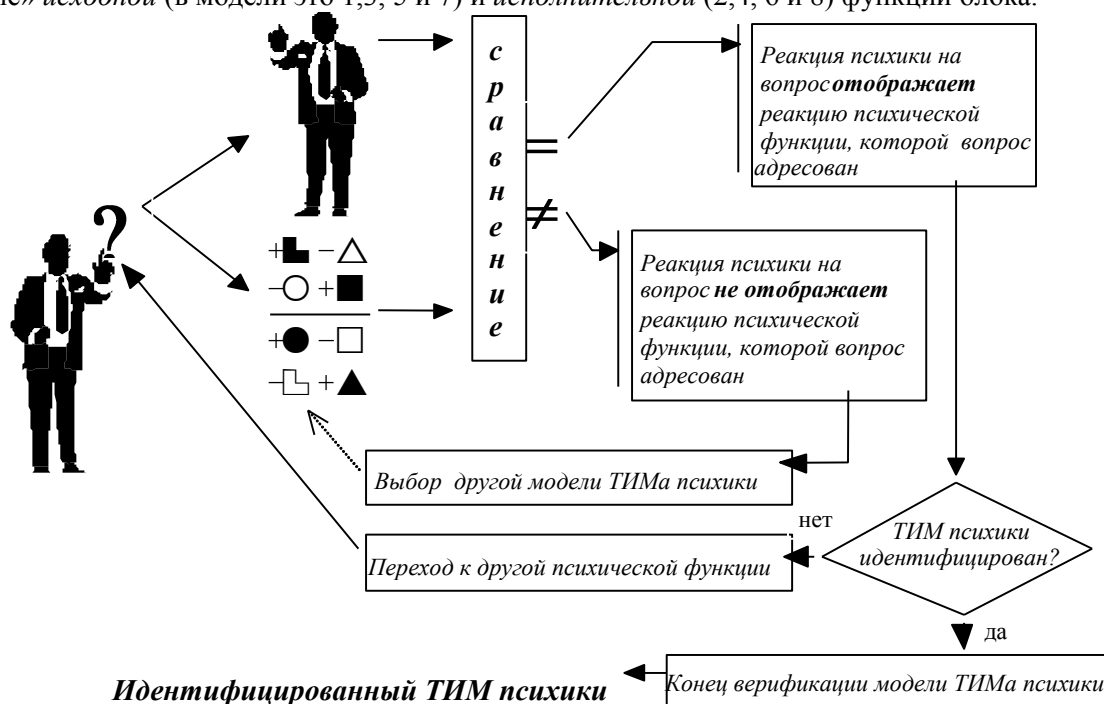 не» исходной (в модели это 1,3, 5 и 7) и исполнительной (2,4, 6 и 8) функций блока.
сравнение
=
≠
Реакция психики на
вопрос отображает
реакцию психической
функции, которой вопрос
адресован
?
+ −
− +
+ −
− +
Реакция психики на
вопрос не отображает
реакцию психической
функции, которой вопрос
адресован
Выбор другой модели ТИМа психики
нет
ТИМ психики
идентифицирован?
Переход к другой психической функции
да
Конец верификации модели ТИМа психики
Идентифицированный ТИМ психики